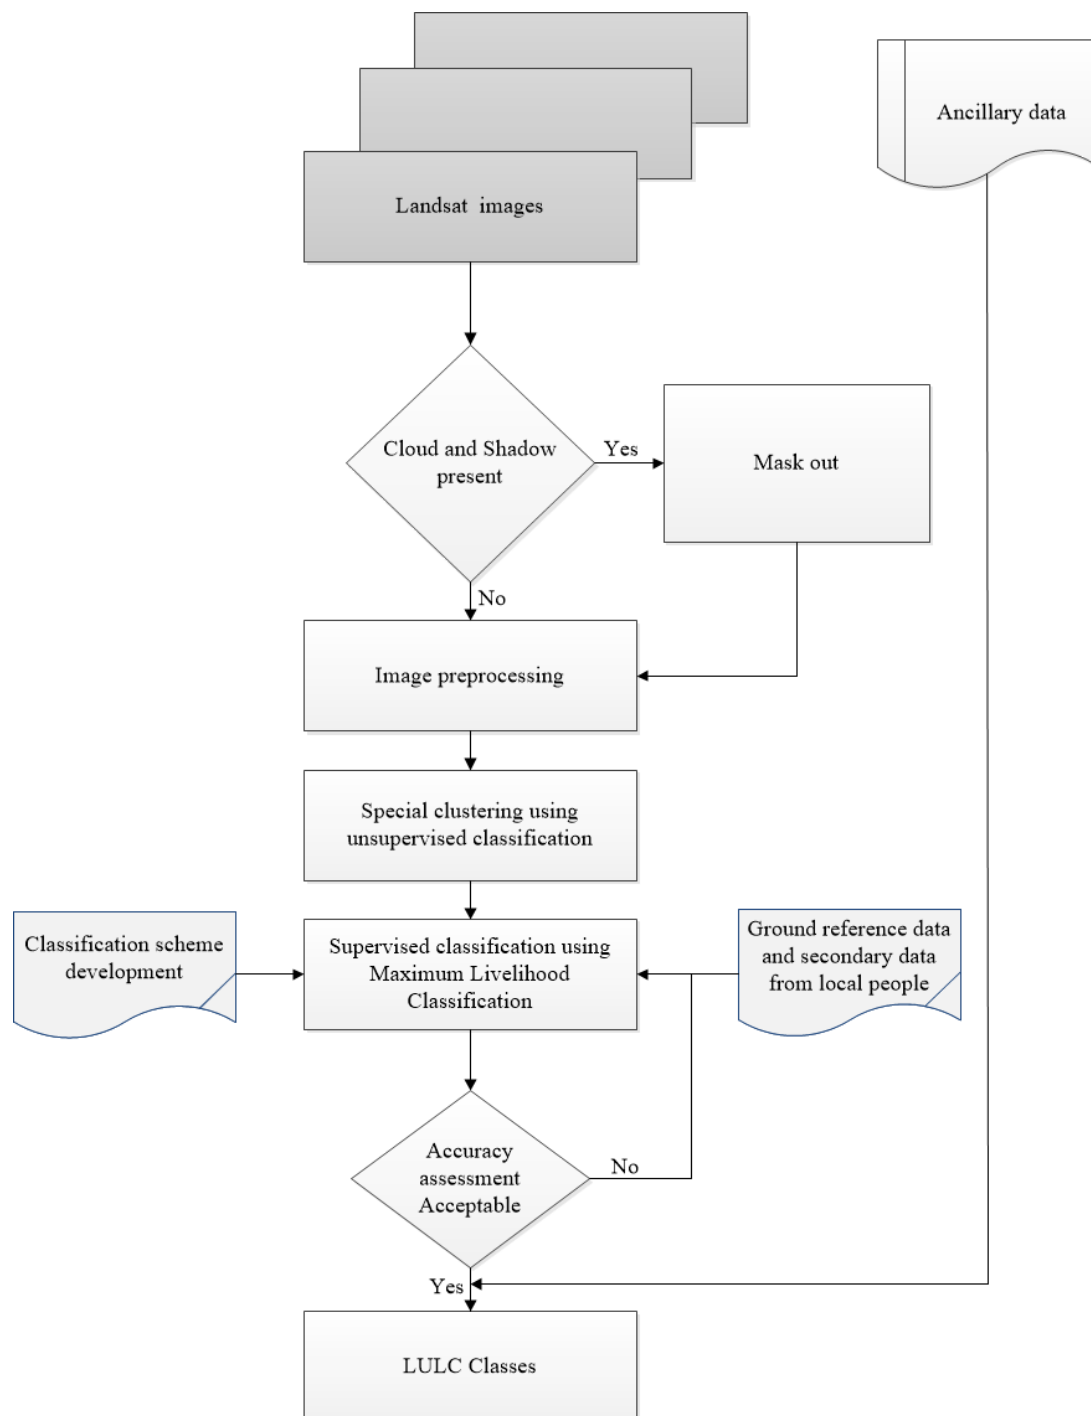 Ancillary data
Landsat images
Cloud and Shadow
present
Yes
Mask out
No
Image preprocessing
Special clustering using
unsupervised classification
Classification scheme
development
Supervised classification using
Maximum Livelihood
Classification
Ground reference data
and secondary data
from local people
Accuracy
assessment
Acceptable
No
Yes
LULC Classes